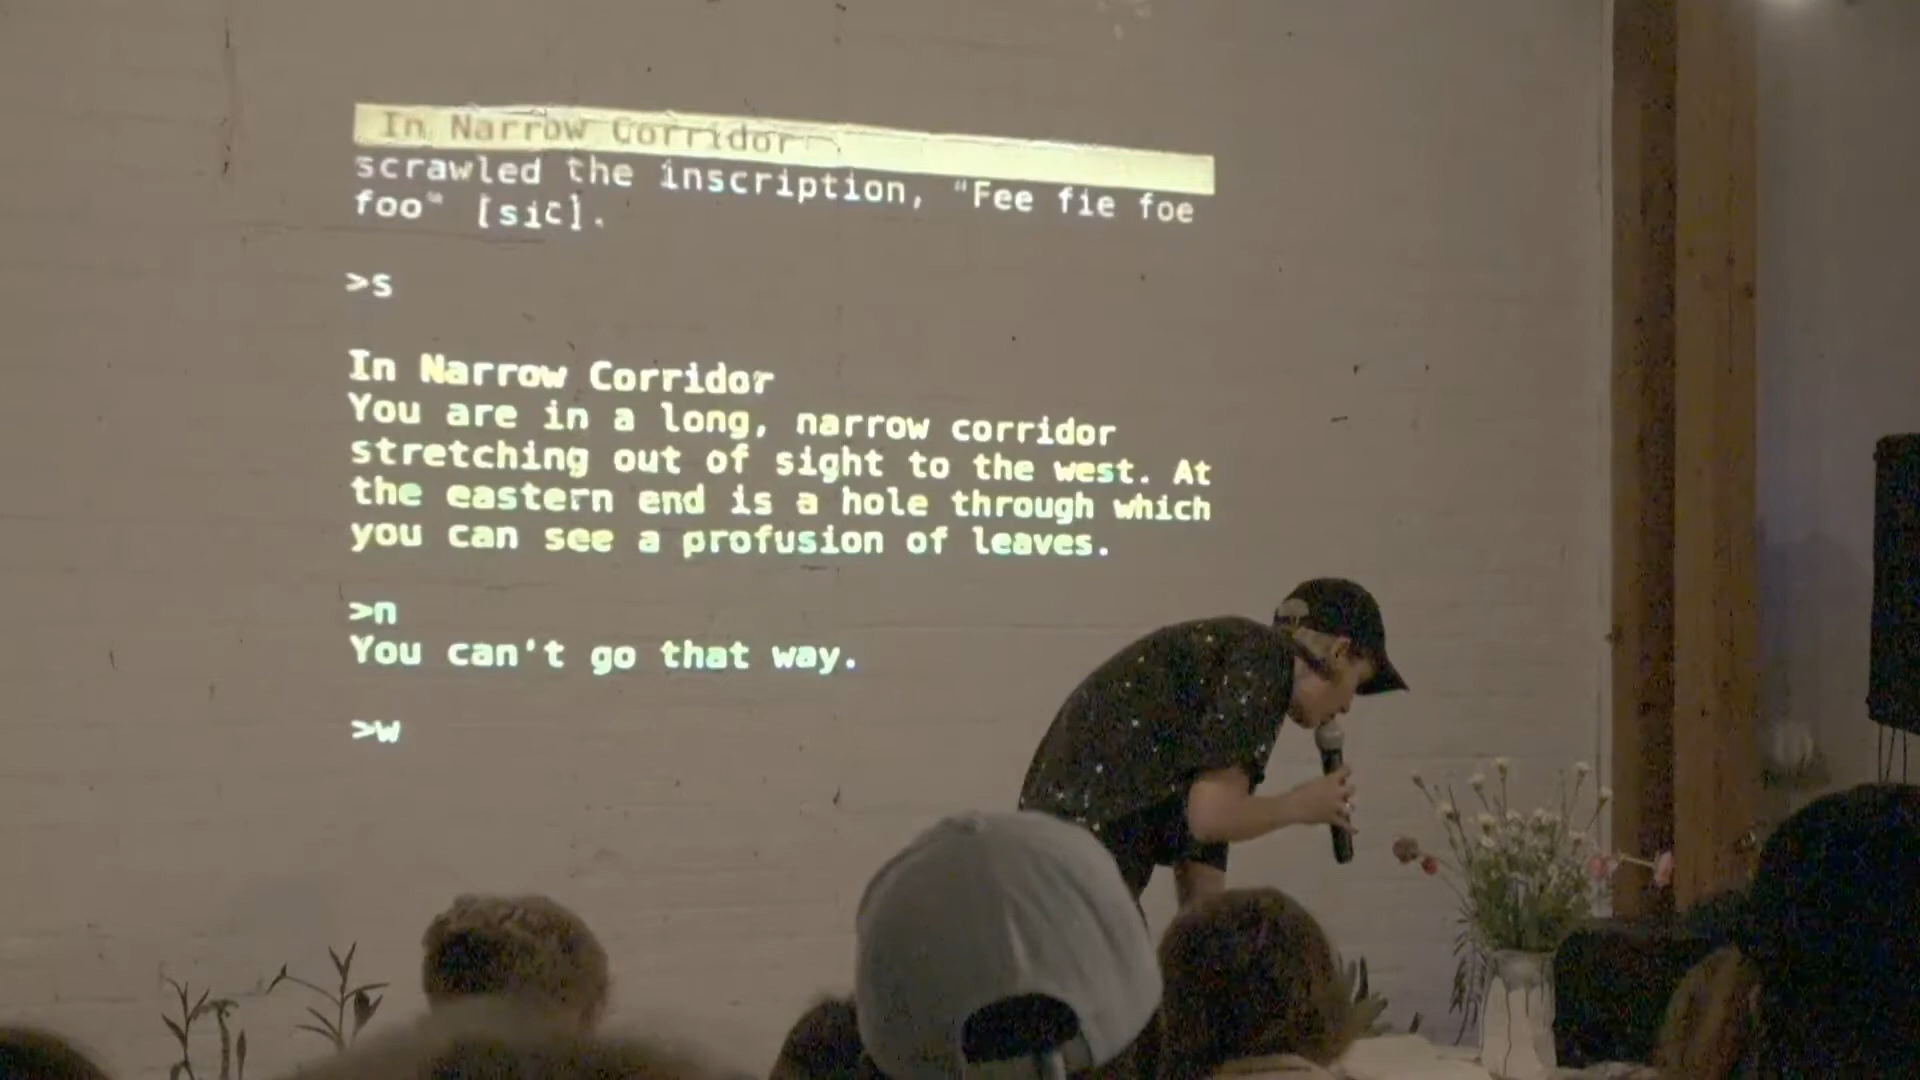 In Narrow Corridor
scrawled the inscription, "Fee fie foe
foo" [sic].
>s
In Narrow Corridor
You are in a long, narrow corridor
stretching out of sight to the west. At
the eastern end is a hole through which
you can see a profusion of leaves.
>n
You can't go that way.
>w